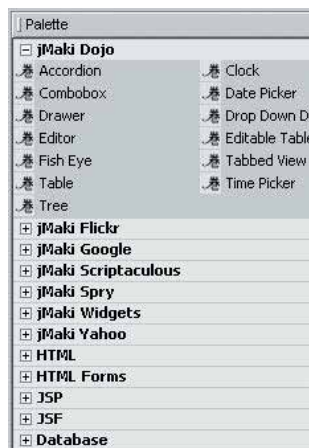 Palette
jMaki Dojo
Accordion Clock
Combobox Date Picker
Drawer Drop Down D
Editor Editable Table
Fish Eye Tabbed View
Table Time Picker
Tree
jMaki Flickr
jMaki Google
jMaki Scriptaculous
jMaki Spry
jMaki Widgets
jMaki Yahoo
HTML
HTML Forms
JSP
JSF
Database